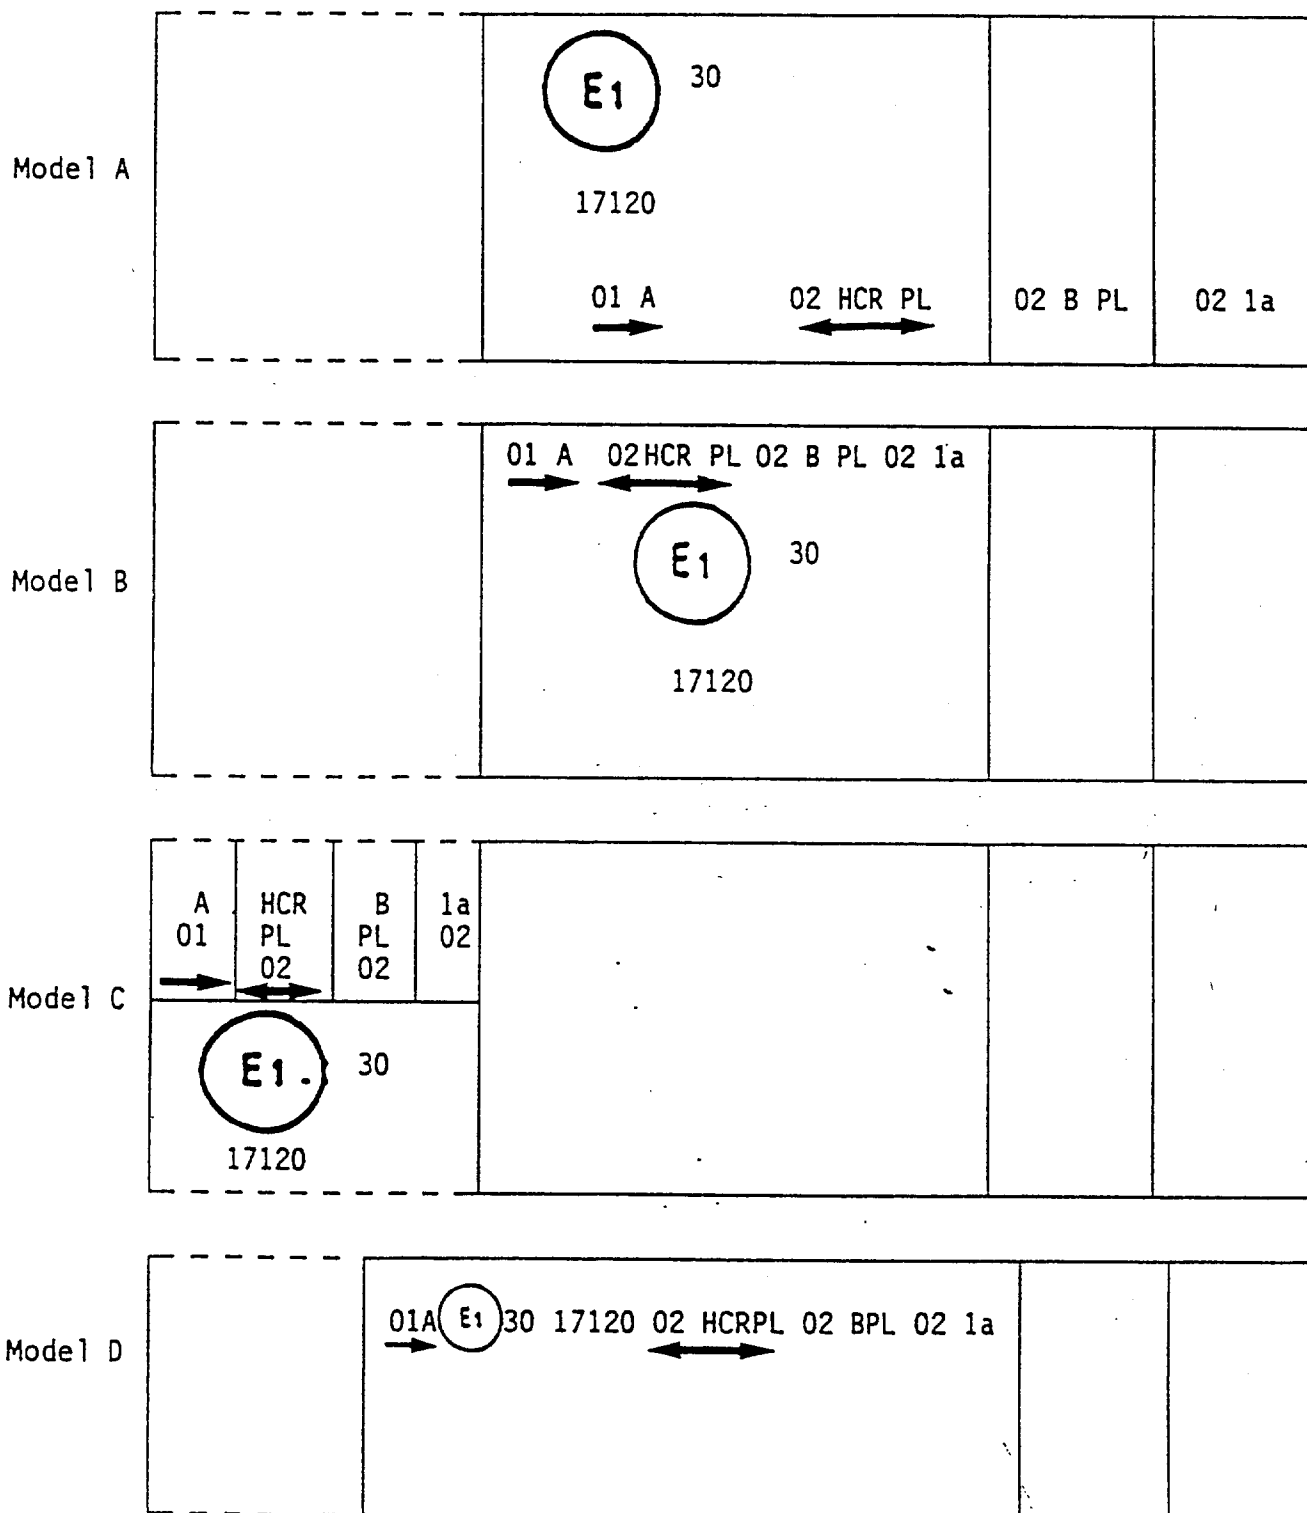 E1 30
Model A
17120
01 A 02 HCR PL 02 B PL 02 1a
01 A 02 HCR PL 02 B PL 02 1a
E1 30
Model B
17120
A HCR B 1a
01 PL PL 02
02 02
Model C
E1. 30
17120
01A E1 30 17120 02 HCRPL 02 BPL 02 1a
Model D